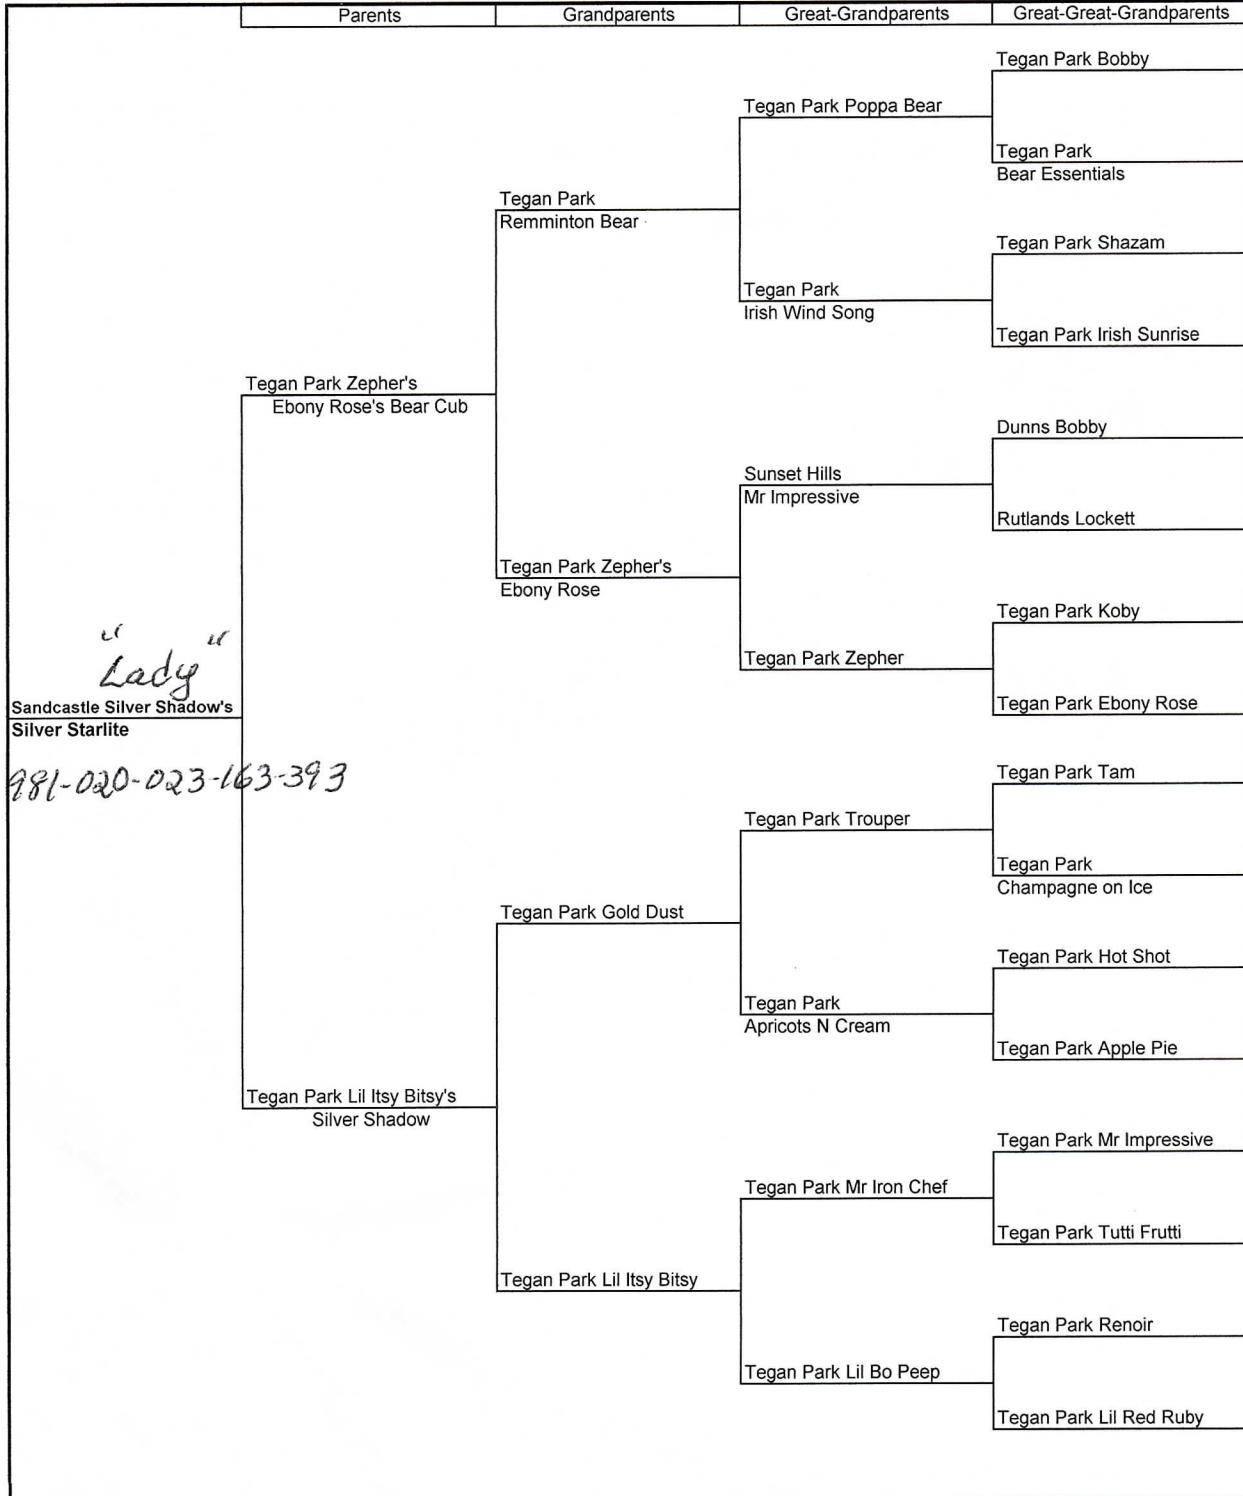 Parents
Grandparents
Great-Grandparents
Great-Great-Grandparents
Tegan Park Bobby
Tegan Park Poppa Bear
Tegan Park
Bear Essentials
Tegan Park
Remminton Bear
Tegan Park Shazam
Tegan Park
Irish Wind Song
Tegan Park Irish Sunrise
Tegan Park Zepher's
Ebony Rose's Bear Cub
Dunns Bobby
Sunset Hills
Mr Impressive
Rutlands Lockett
Tegan Park Zepher's
Ebony Rose
Tegan Park Koby
Tegan Park Zepher
Tegan Park Ebony Rose
"Lady"
Sandcastle Silver Shadow's
Silver Starlite
981-020-023-163-393
Tegan Park Tam
Tegan Park Trouper
Tegan Park
Champagne on Ice
Tegan Park Gold Dust
Tegan Park Hot Shot
Tegan Park
Apricots N Cream
Tegan Park Apple Pie
Tegan Park Lil Itsy Bitsy's
Silver Shadow
Tegan Park Mr Impressive
Tegan Park Mr Iron Chef
Tegan Park Tutti Frutti
Tegan Park Lil Itsy Bitsy
Tegan Park Renoir
Tegan Park Lil Bo Peep
Tegan Park Lil Red Ruby